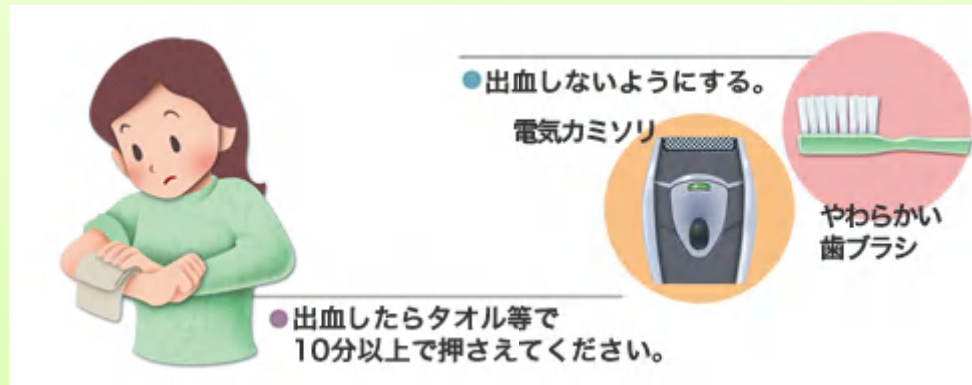 ●出血しないようにする。
電気カミソリ
やわらかい
歯ブラシ
●出血したらタオル等で
10分以上で押さえてください。